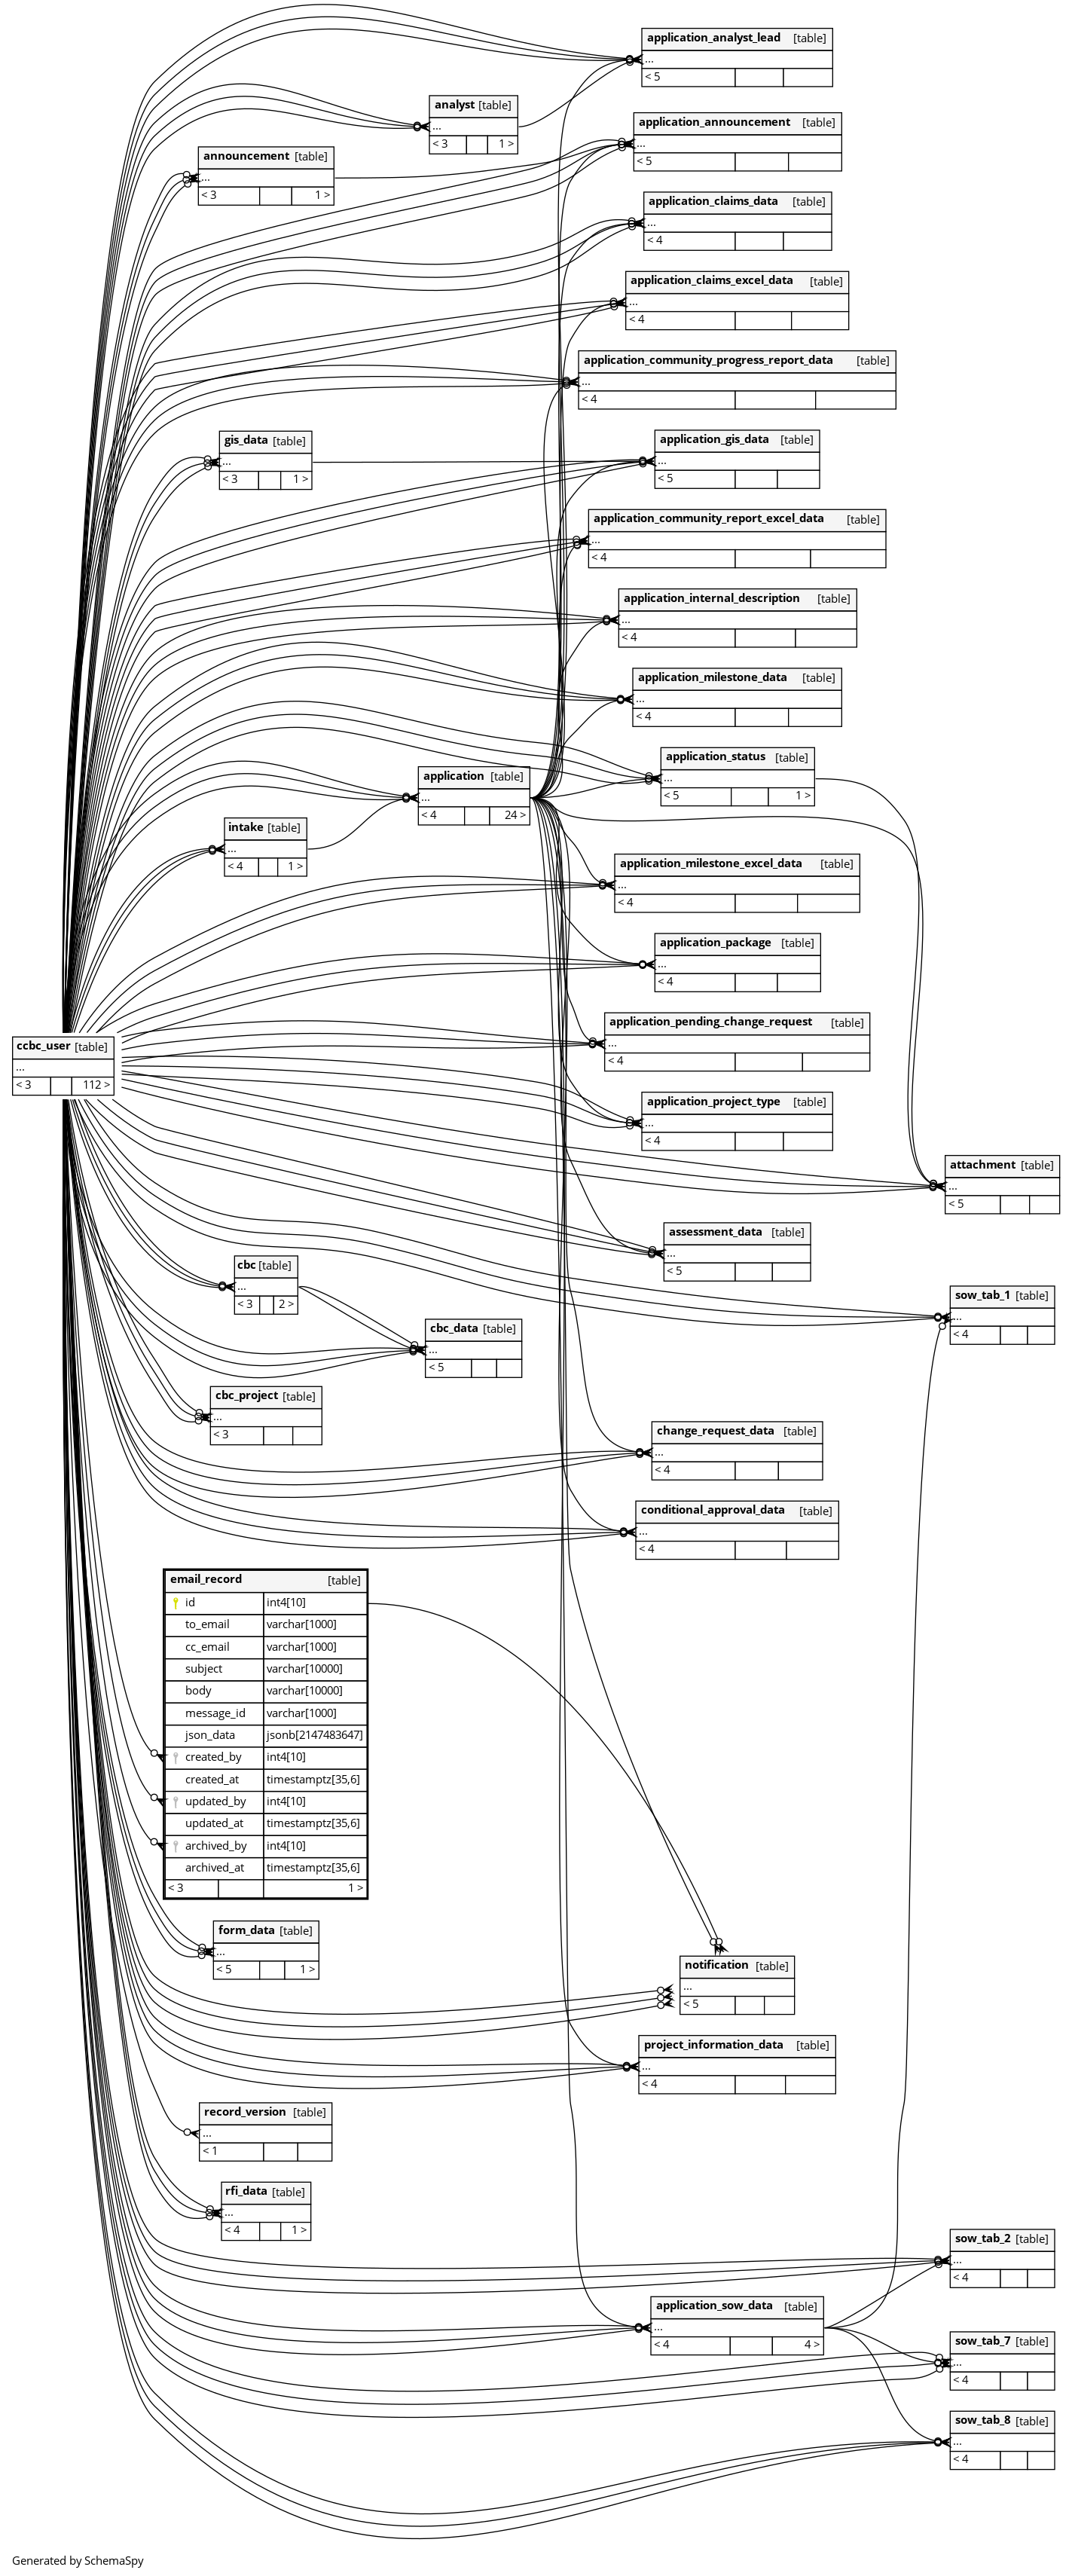 application_analyst_lead [table]
...
< 5
analyst [table]
...
< 3 1 >
application_announcement [table]
...
< 5
announcement [table]
...
< 3 1 >
application_claims_data [table]
...
< 4
application_claims_excel_data [table]
...
< 4
application_community_progress_report_data [table]
...
< 4
gis_data [table]
...
< 3 1 >
application_gis_data [table]
...
< 5
application_community_report_excel_data [table]
...
< 4
application_internal_description [table]
...
< 4
application_milestone_data [table]
...
< 4
application_status [table]
...
< 5 1 >
application [table]
...
< 4 24 >
intake [table]
...
< 4 1 >
application_milestone_excel_data [table]
...
< 4
application_package [table]
...
< 4
application_pending_change_request [table]
...
< 4
ccbc_user [table]
...
< 3 112 >
application_project_type [table]
...
< 4
attachment [table]
...
< 5
assessment_data [table]
...
< 5
cbc [table]
...
< 3 2 >
sow_tab_1 [table]
...
< 4
cbc_data [table]
...
< 5
cbc_project [table]
...
< 3
change_request_data [table]
...
< 4
conditional_approval_data [table]
...
< 4
email_record [table]
id int4[10]
to_email varchar[1000]
cc_email varchar[1000]
subject varchar[10000]
body varchar[10000]
message_id varchar[1000]
json_data jsonb[2147483647]
created_by int4[10]
created_at timestamptz[35,6]
updated_by int4[10]
updated_at timestamptz[35,6]
archived_by int4[10]
archived_at timestamptz[35,6]
< 3 1 >
form_data [table]
...
< 5 1 >
notification [table]
...
< 5
project_information_data [table]
...
< 4
record_version [table]
...
< 1
rfi_data [table]
...
< 4 1 >
sow_tab_2 [table]
...
< 4
application_sow_data [table]
...
< 4 4 >
sow_tab_7 [table]
...
< 4
sow_tab_8 [table]
...
< 4
Generated by SchemaSpy